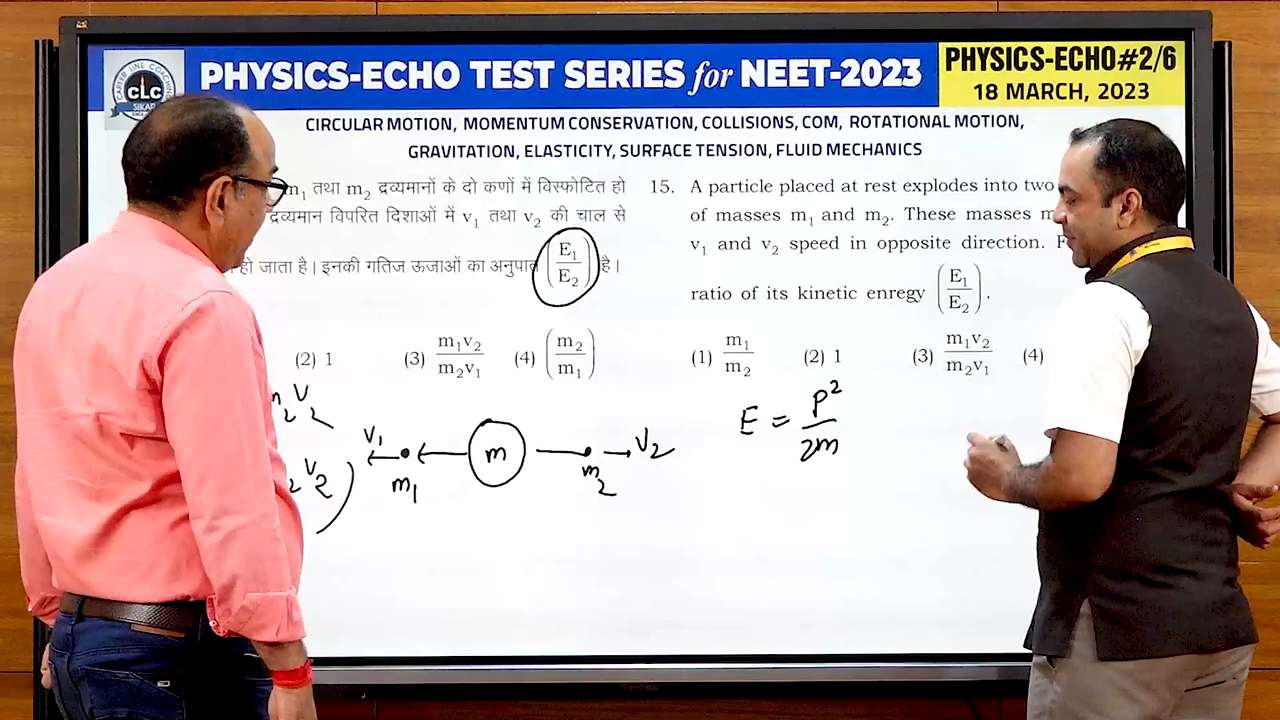 PHYSICS-ECHO TEST SERIES for NEET-2023
PHYSICS-ECHO#2/6
18 MARCH, 2023
CLC
SIKAR
CIRCULAR MOTION, MOMENTUM CONSERVATION, COLLISIONS, COM, ROTATIONAL MOTION,
GRAVITATION, ELASTICITY, SURFACE TENSION, FLUID MECHANICS
m₁ तथा m₂ द्रव्यमानों के दो कणों में विस्फोटित हो
द्रव्यमान विपरित दिशाओं में v₁ तथा v₂ की चाल से
हो जाता है। इनकी गतिज ऊजाओं का अनुपात (E₁/E₂) है।
(2) 1 (3) m₁v₂/m₂v₁ (4) (m₂/m₁)
15. A particle placed at rest explodes into two
of masses m₁ and m₂. These masses
v₁ and v₂ speed in opposite direction.
ratio of its kinetic enregy (E₁/E₂).
(1) m₁/m₂ (2) 1 (3) m₁v₂/m₂v₁ (4)
₂ V₂
₂ V₂
V₁ m V₂
m₁ m₂
E = P²/2m